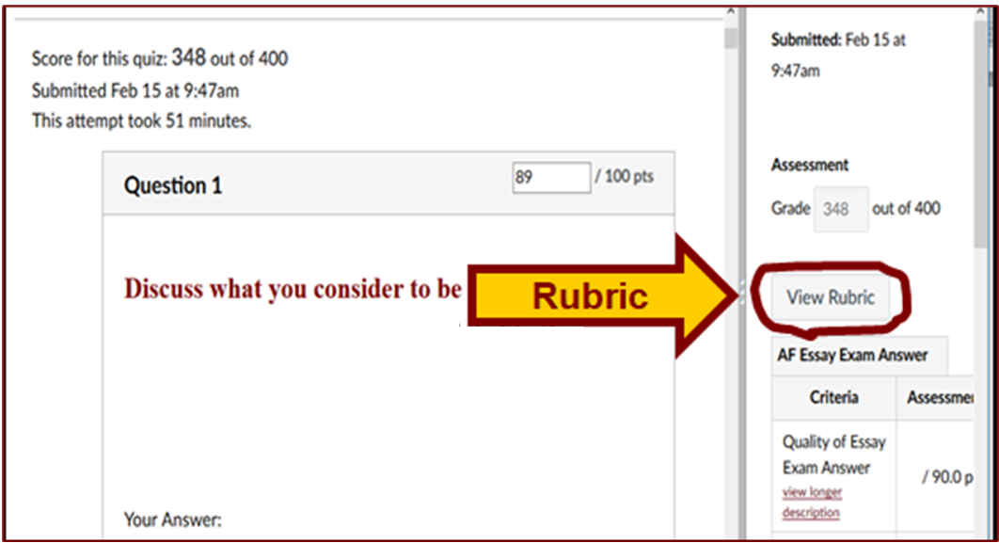 Score for this quiz: 348 out of 400
Submitted Feb 15 at 9:47am
This attempt took 51 minutes.
Question 1
89 / 100 pts
Discuss what you consider to be
Your Answer:
Rubric
Submitted: Feb 15 at
9:47am
Assessment
Grade 348 out of 400
View Rubric
AF Essay Exam Answer
Criteria Assessme
Quality of Essay
Exam Answer
/ 90.0 p
view longer
description